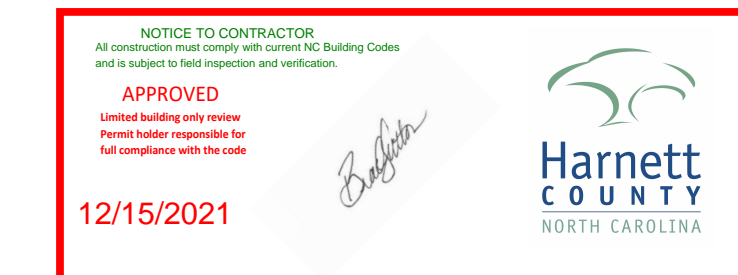 NOTICE TO CONTRACTOR
All construction must comply with current NC Building Codes
and is subject to field inspection and verification.
APPROVED
Limited building only review
Permit holder responsible for
full compliance with the code
12/15/2021
Harnett
COUNTY
NORTH CAROLINA